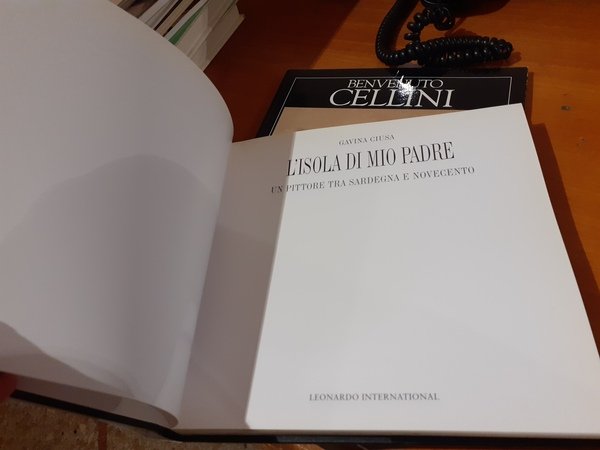 BENVENUTO
CELLINI
GAVINA CIUSA
L'ISOLA DI MIO PADRE
UN PITTORE TRA SARDEGNA E NOVECENTO
LEONARDO INTERNATIONAL